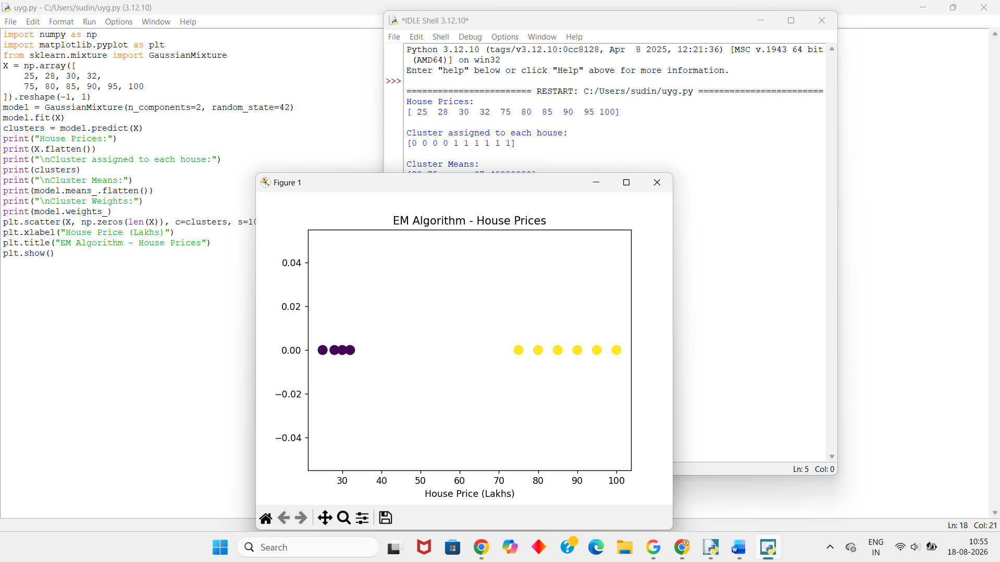 uyg.py - C:/Users/sudin/uyg.py (3.12.10)
File Edit Format Run Options Window Help
import numpy as np
import matplotlib.pyplot as plt
from sklearn.mixture import GaussianMixture
X = np.array([
    25, 28, 30, 32,
    75, 80, 85, 90, 95, 100
]).reshape(-1, 1)
model = GaussianMixture(n_components=2, random_state=42)
model.fit(X)
clusters = model.predict(X)
print("House Prices:")
print(X.flatten())
print("\nCluster assigned to each house:")
print(clusters)
print("\nCluster Means:")
print(model.means_.flatten())
print("\nCluster Weights:")
print(model.weights_)
plt.scatter(X, np.zeros(len(X)), c=clusters, s=10
plt.xlabel("House Price (Lakhs)")
plt.title("EM Algorithm - House Prices")
plt.show()
*IDLE Shell 3.12.10*
File Edit Shell Debug Options Window Help
Python 3.12.10 (tags/v3.12.10:0cc8128, Apr  8 2025, 12:21:36) [MSC v.1943 64 bit
 (AMD64)] on win32
Enter "help" below or click "Help" above for more information.
>>>
======================== RESTART: C:/Users/sudin/uyg.py ========================
House Prices:
[ 25  28  30  32  75  80  85  90  95 100]
Cluster assigned to each house:
[0 0 0 0 1 1 1 1 1 1]
Cluster Means:
Figure 1
EM Algorithm - House Prices
0.04
0.02
0.00
−0.02
−0.04
30 40 50 60 70 80 90 100
House Price (Lakhs)
Ln: 5 Col: 0
Ln: 18 Col: 21
Search
ENG
IN
10:55
18-08-2026